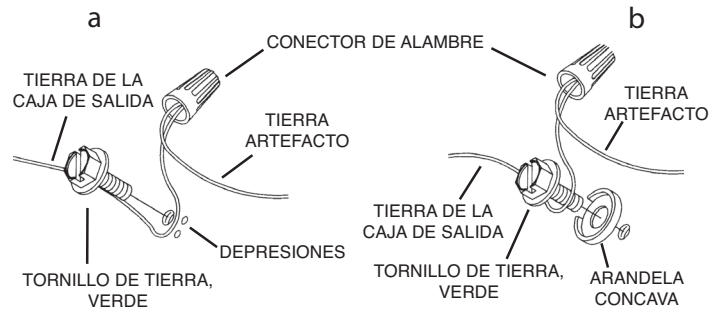 a
b
CONECTOR DE ALAMBRE
TIERRA DE LA
CAJA DE SALIDA
TIERRA
ARTEFACTO
TIERRA
ARTEFACTO
TIERRA DE LA
CAJA DE SALIDA
DEPRESIONES
TORNILLO DE TIERRA,
VERDE
TORNILLO DE TIERRA,
VERDE
ARANDELA
CONCAVA